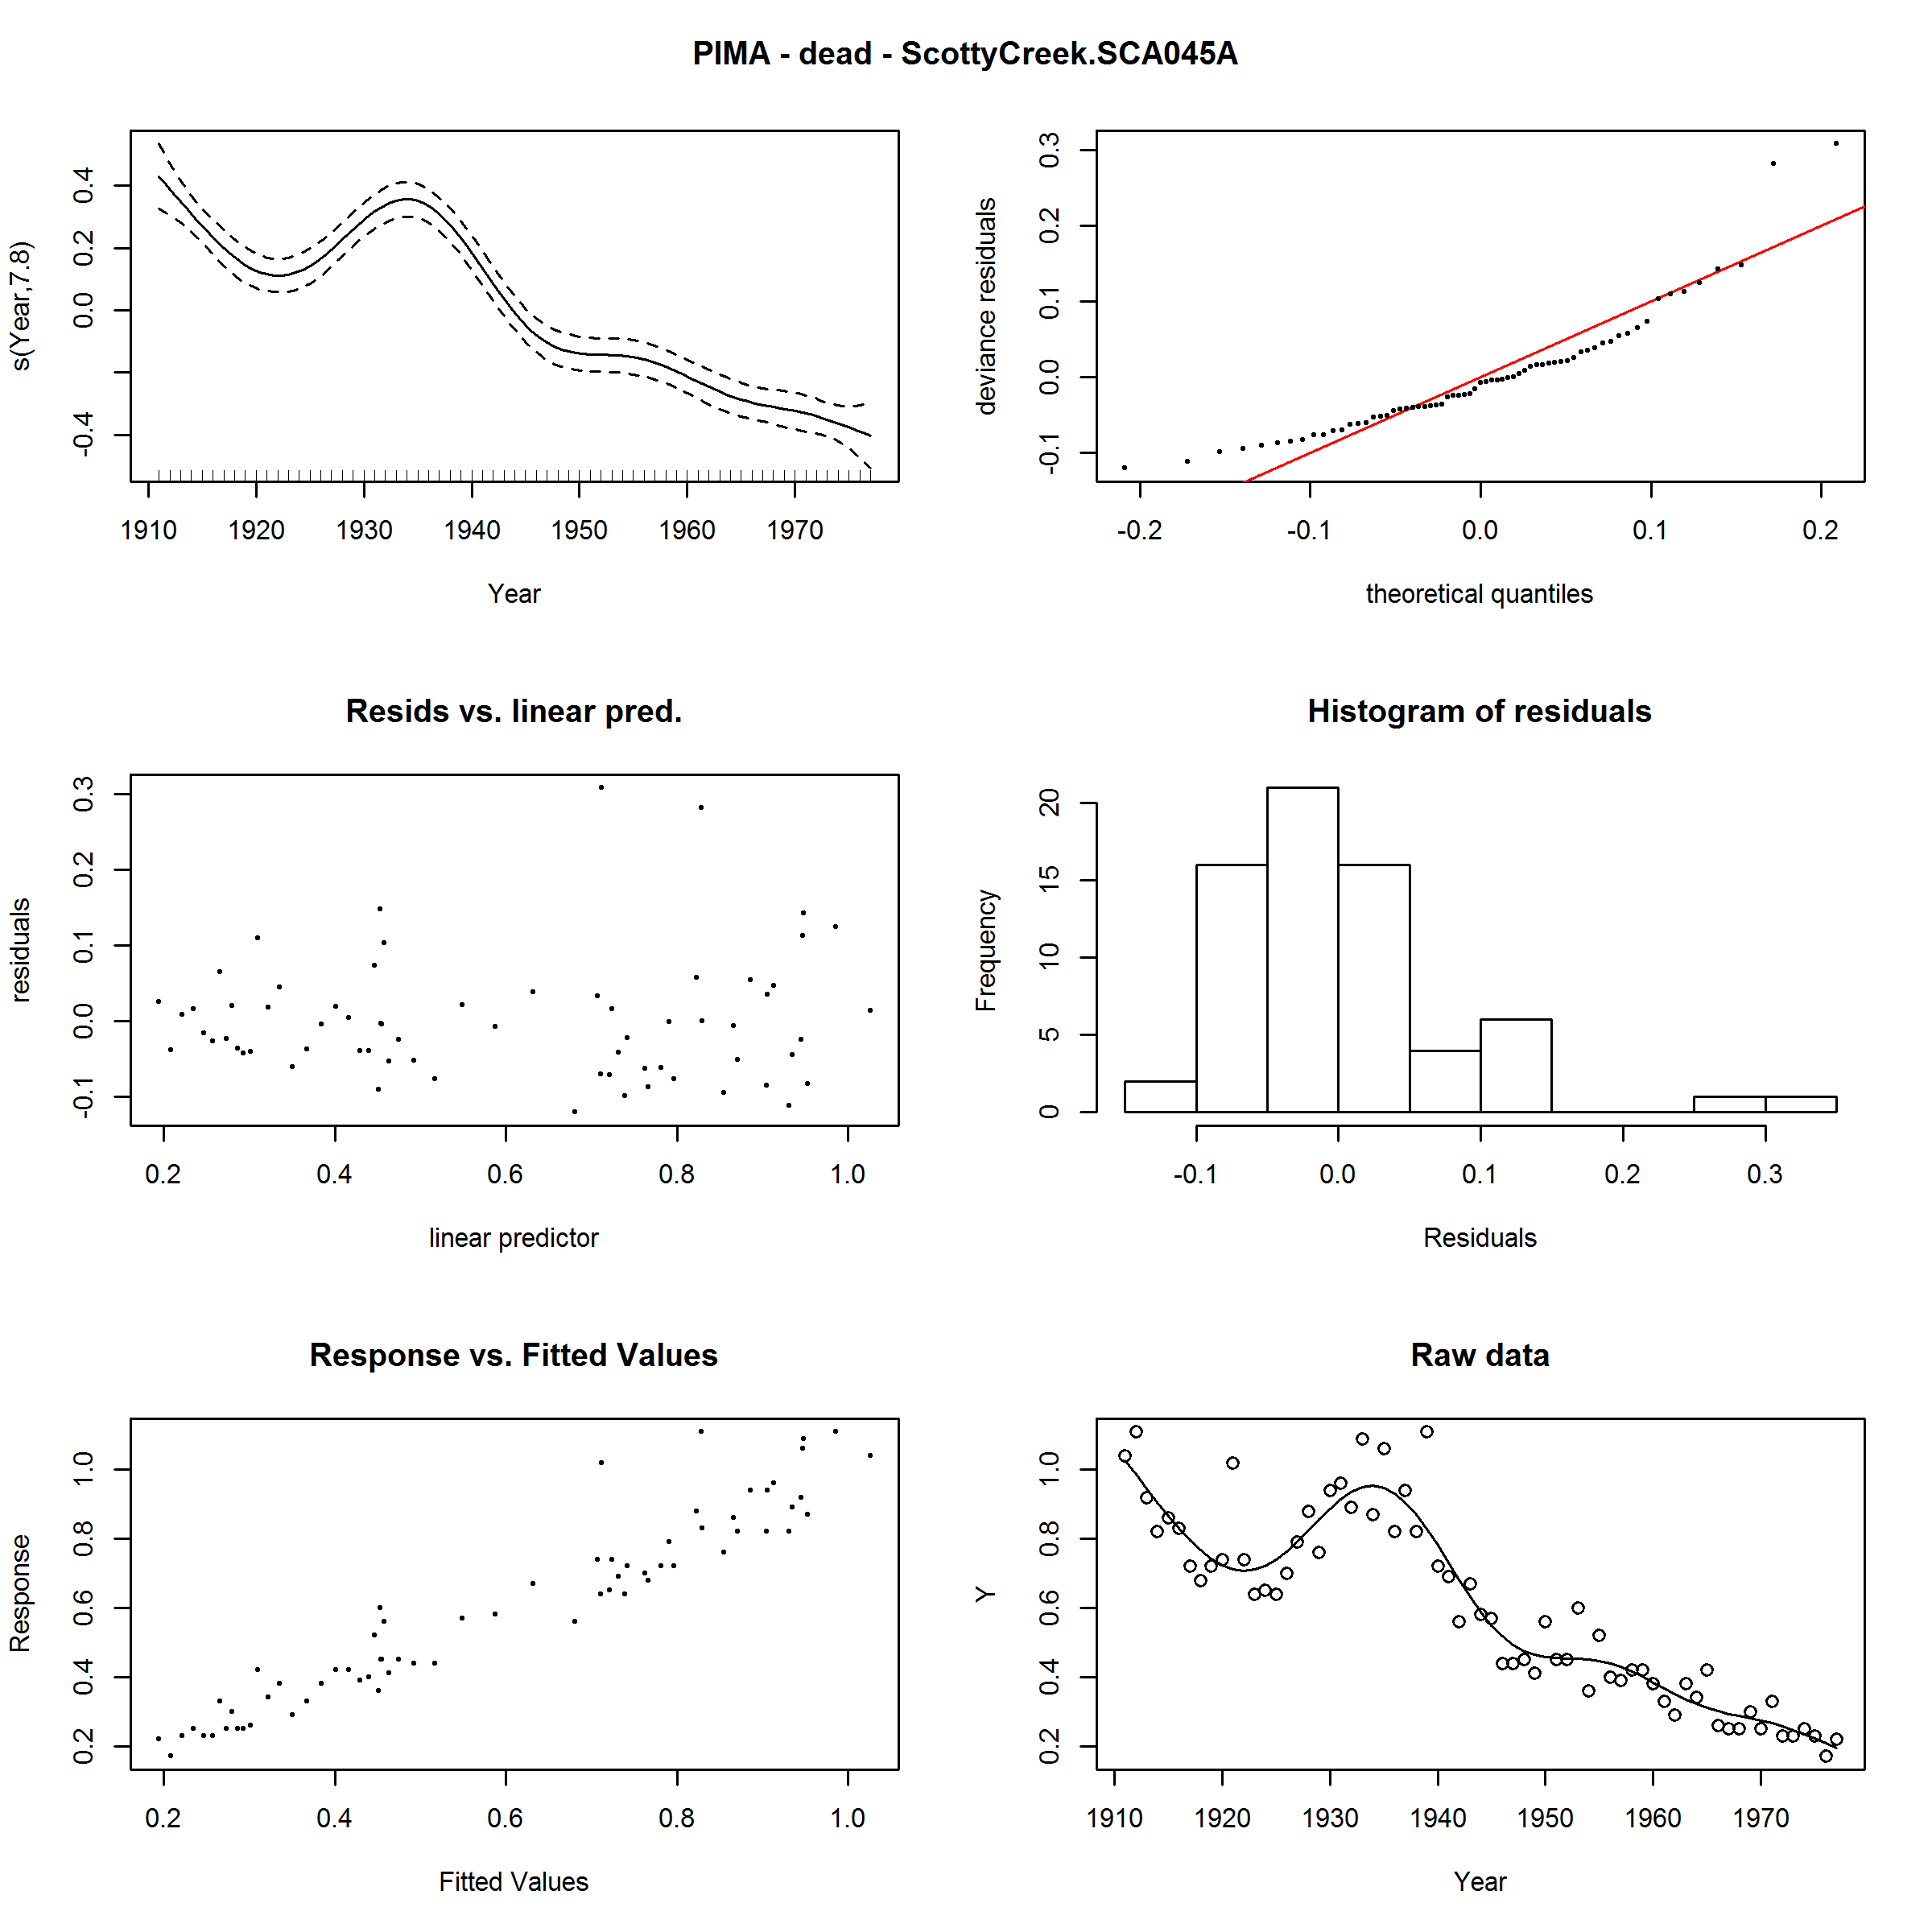 PIMA - dead - ScottyCreek.SCA045A
s(Year,7.8)
0.4
0.2
0.0
-0.4
1910 1920 1930 1940 1950 1960 1970
Year
deviance residuals
0.3
0.2
0.1
0.0
-0.1
-0.2 -0.1 0.0 0.1 0.2
theoretical quantiles
Resids vs. linear pred.
residuals
0.3
0.2
0.1
0.0
-0.1
0.2 0.4 0.6 0.8 1.0
linear predictor
Histogram of residuals
Frequency
20
15
10
5
0
-0.1 0.0 0.1 0.2 0.3
Residuals
Response vs. Fitted Values
Response
1.0
0.8
0.6
0.4
0.2
0.2 0.4 0.6 0.8 1.0
Fitted Values
Raw data
Y
1.0
0.8
0.6
0.4
0.2
1910 1920 1930 1940 1950 1960 1970
Year